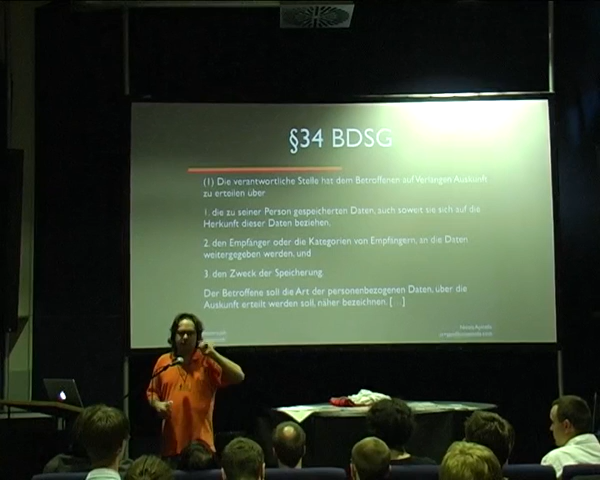 §34 BDSG
(1) Die verantwortliche Stelle hat dem Betroffenen auf Verlangen Auskunft
zu erteilen über
1. die zu seiner Person gespeicherten Daten, auch soweit sie sich auf die
Herkunft dieser Daten beziehen,
2. den Empfänger oder die Kategorien von Empfängern, an die Daten
weitergegeben werden, und
3. den Zweck der Speicherung.
Der Betroffene soll die Art der personenbezogenen Daten, über die
Auskunft erteilt werden soll, näher bezeichnen. [...]